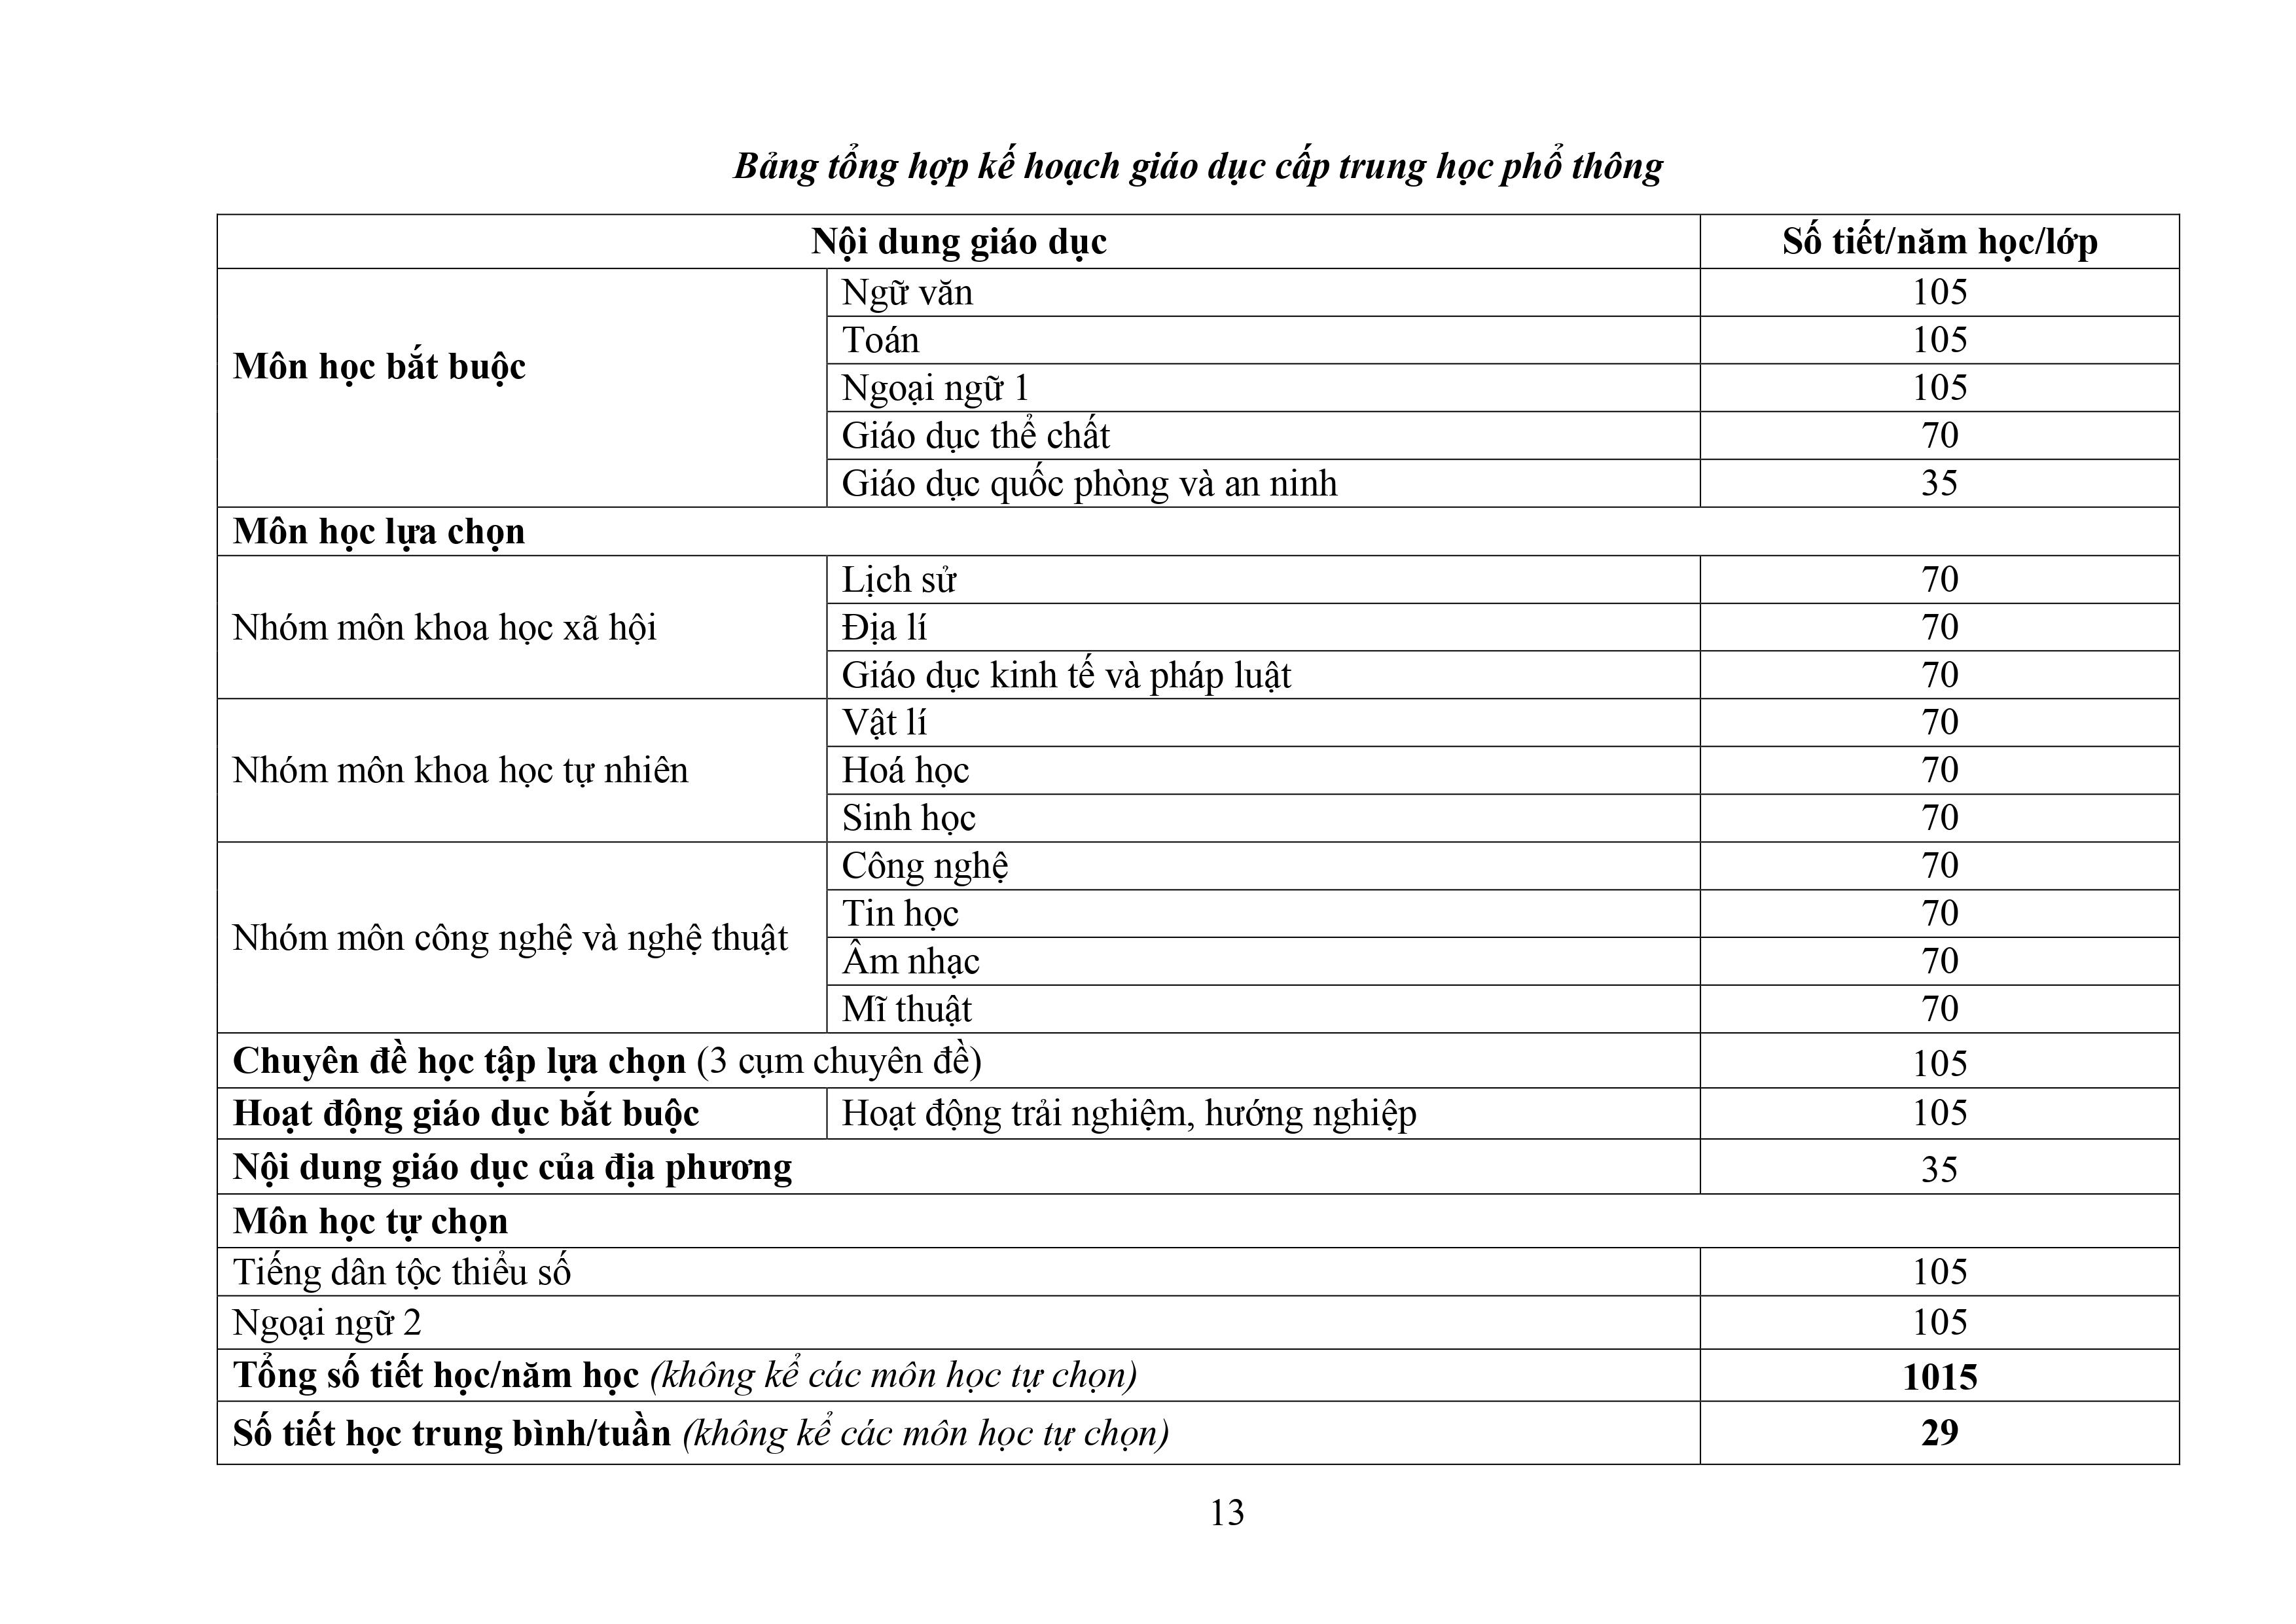 Bảng tổng hợp kế hoạch giáo dục cấp trung học phổ thông
Nội dung giáo dục Số tiết/năm học/lớp
Môn học bắt buộc
Ngữ văn 105
Toán 105
Ngoại ngữ 1 105
Giáo dục thể chất 70
Giáo dục quốc phòng và an ninh 35
Môn học lựa chọn
Nhóm môn khoa học xã hội
Lịch sử 70
Địa lí 70
Giáo dục kinh tế và pháp luật 70
Nhóm môn khoa học tự nhiên
Vật lí 70
Hoá học 70
Sinh học 70
Nhóm môn công nghệ và nghệ thuật
Công nghệ 70
Tin học 70
Âm nhạc 70
Mĩ thuật 70
Chuyên đề học tập lựa chọn (3 cụm chuyên đề) 105
Hoạt động giáo dục bắt buộc Hoạt động trải nghiệm, hướng nghiệp 105
Nội dung giáo dục của địa phương 35
Môn học tự chọn
Tiếng dân tộc thiểu số 105
Ngoại ngữ 2 105
Tổng số tiết học/năm học (không kể các môn học tự chọn) 1015
Số tiết học trung bình/tuần (không kể các môn học tự chọn) 29
13